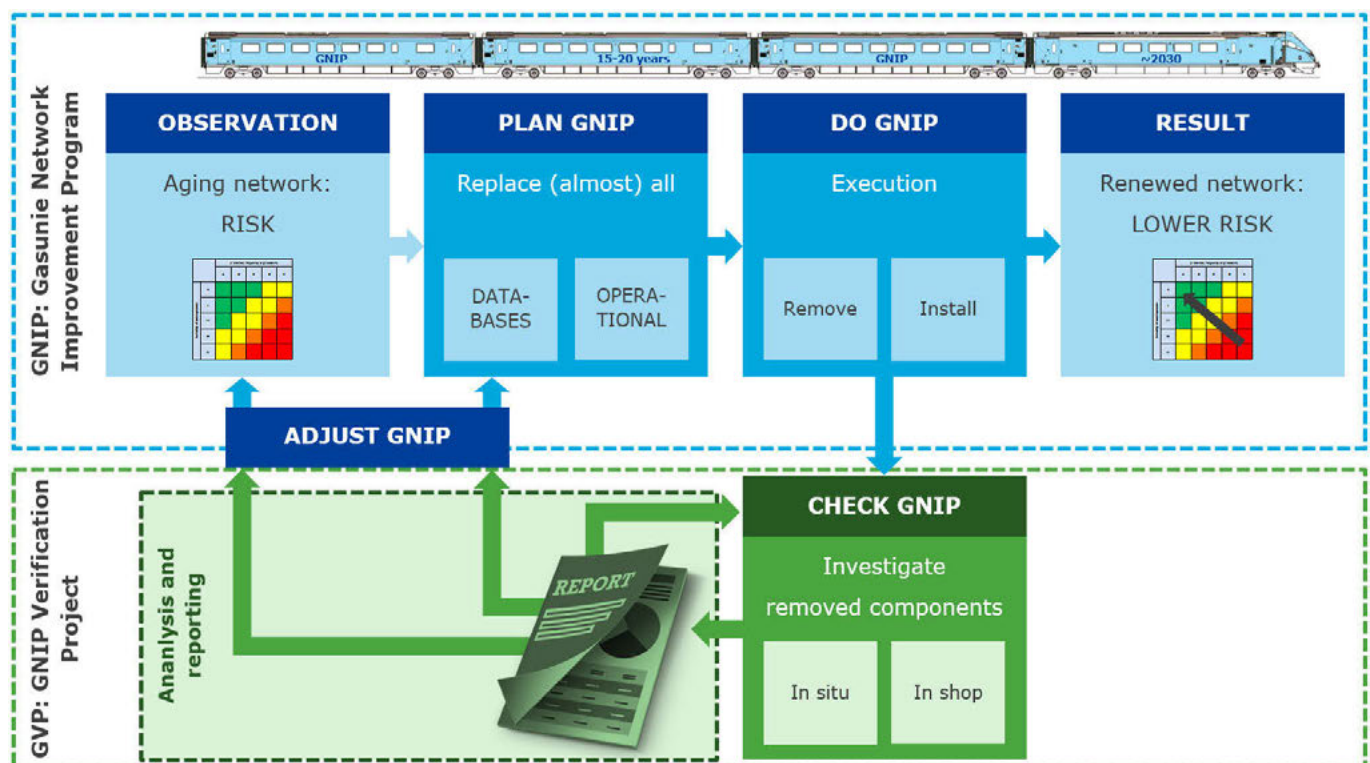 GNIP
15-20 years
GNIP
~2030
GNIP: Gasunie Network
Improvement Program
OBSERVATION
Aging network:
RISK
PLAN GNIP
Replace (almost) all
DATA-
BASES
OPERA-
TIONAL
DO GNIP
Execution
Remove
Install
RESULT
Renewed network:
LOWER RISK
ADJUST GNIP
GVP: GNIP Verification
Project
Ananlysis and
reporting
REPORT
CHECK GNIP
Investigate
removed components
In situ
In shop